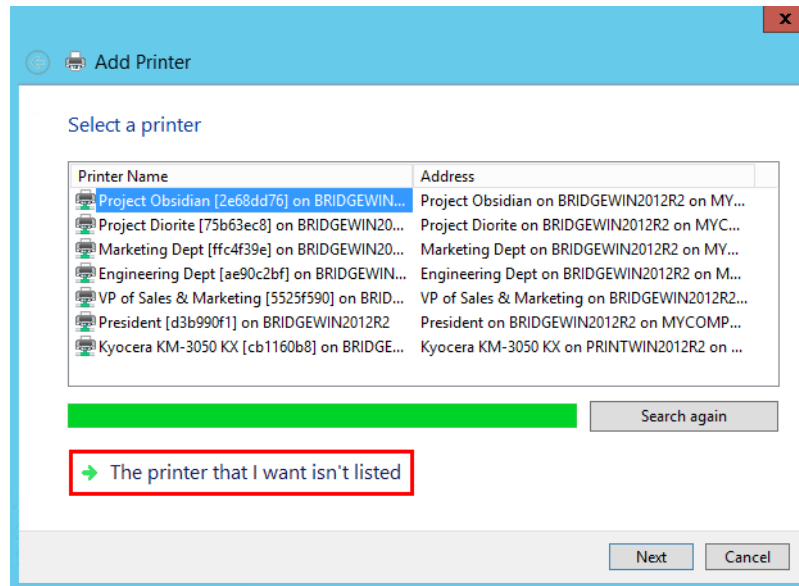 x
Add Printer
Select a printer
Printer Name Address
Project Obsidian [2e68dd76] on BRIDGEWIN... Project Obsidian on BRIDGEWIN2012R2 on MY...
Project Diorite [75b63ec8] on BRIDGEWIN20... Project Diorite on BRIDGEWIN2012R2 on MYC...
Marketing Dept [ffc4f39e] on BRIDGEWIN20... Marketing Dept on BRIDGEWIN2012R2 on MY...
Engineering Dept [ae90c2bf] on BRIDGEWIN... Engineering Dept on BRIDGEWIN2012R2 on M...
VP of Sales & Marketing [5525f590] on BRID... VP of Sales & Marketing on BRIDGEWIN2012R2...
President [d3b990f1] on BRIDGEWIN2012R2 President on BRIDGEWIN2012R2 on MYCOMP...
Kyocera KM-3050 KX [cb1160b8] on BRIDGE... Kyocera KM-3050 KX on PRINTWIN2012R2 on ...
Search again
The printer that I want isn't listed
Next Cancel